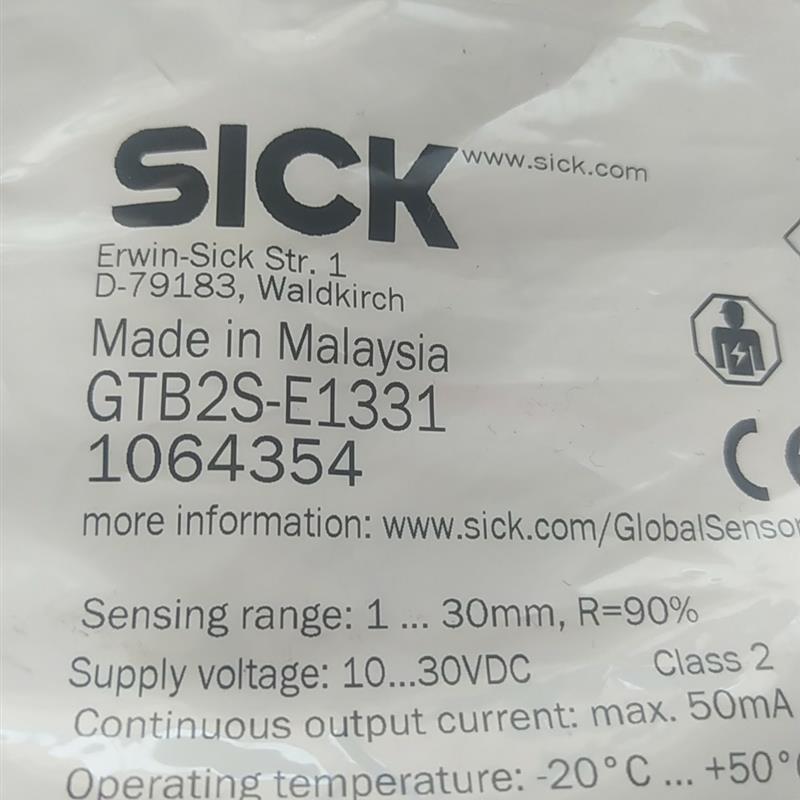 SICK
www.sick.com
Erwin-Sick Str. 1
D-79183, Waldkirch
Made in Malaysia
GTB2S-E1331
1064354
CE
more information: www.sick.com/GlobalSensor
Sensing range: 1 ... 30mm, R=90%
Supply voltage: 10...30VDC Class 2
Continuous output current: max. 50mA
Operating temperature: -20°C ... +50°C